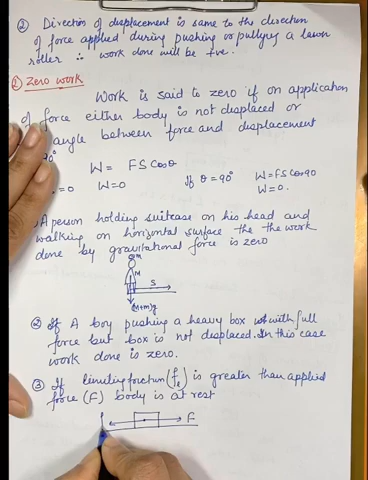 ② Direction of displacement is same to the direction
of force applied during pushing or pullying a lawn
roller ∴ work done will be +ve.
② Zero work
Work is said to zero if on application
of force either body is not displaced or
angle between force and displacement
90°
W = FS Cosθ
= 0 W=0 If θ = 90° W=FS cos90
W=0.
A person holding suitcase on his head and
walking on horizontal surface the the work
done by gravitational force is zero
m
M
S
(M+m)g
② If A boy pushing a heavy box with full
force but box is not displaced. In this case
work done is zero.
③ If limiting friction (fℓ) is greater than applied
force (F) body is at rest
f F